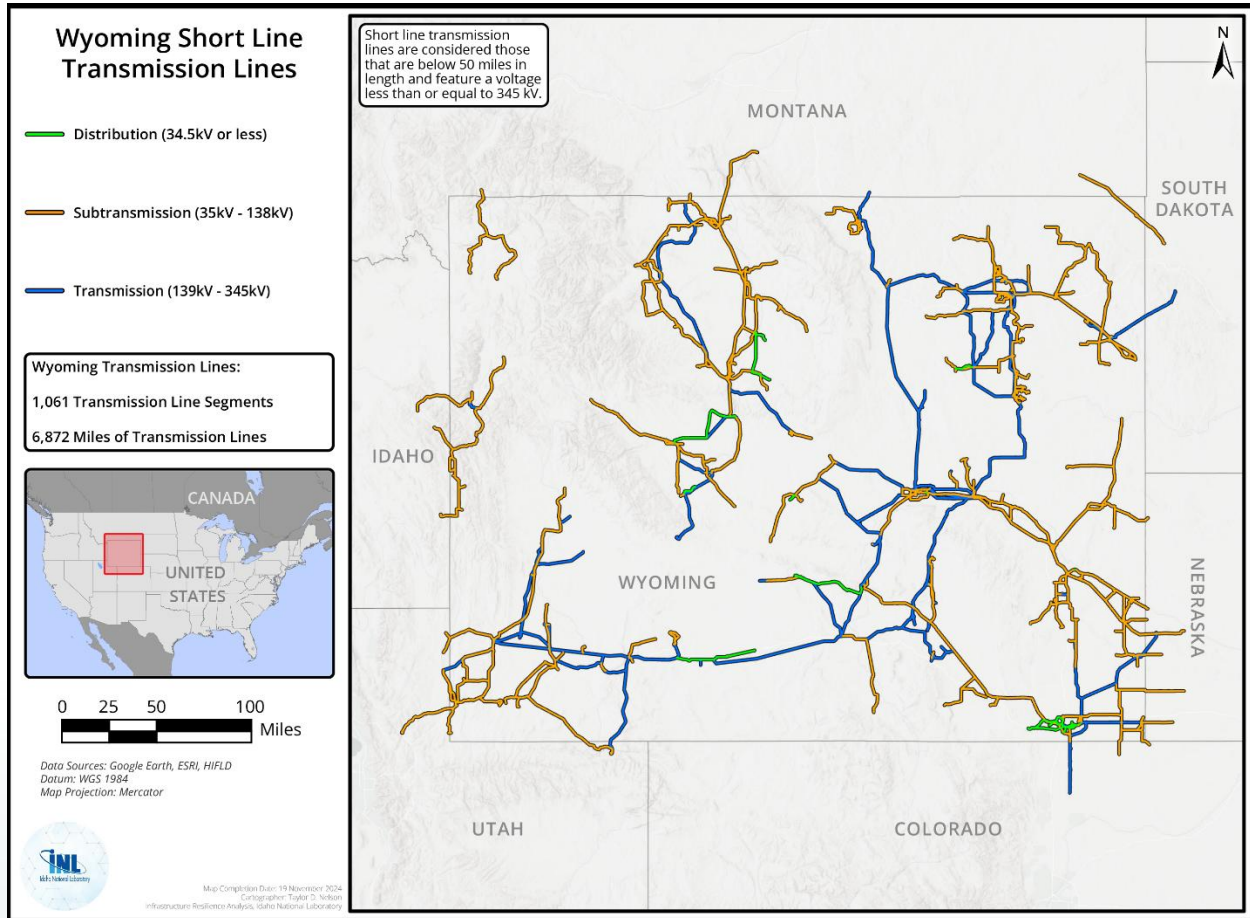 Wyoming Short Line
Transmission Lines
Distribution (34.5kV or less)
Subtransmission (35kV - 138kV)
Transmission (139kV - 345kV)
Wyoming Transmission Lines:
1,061 Transmission Line Segments
6,872 Miles of Transmission Lines
CANADA
UNITED
STATES
0 25 50 100
Miles
Data Sources: Google Earth, ESRI, HIFLD
Datum: WGS 1984
Map Projection: Mercator
INL
Idaho National Laboratory
Map Completion Date: 19 November 2024
Cartographer: Taylor D. Nelson
Infrastructure Resilience Analysis, Idaho National Laboratory
Short line transmission
lines are considered those
that are below 50 miles in
length and feature a voltage
less than or equal to 345 kV.
N
MONTANA
SOUTH
DAKOTA
IDAHO
WYOMING
NEBRASKA
UTAH
COLORADO